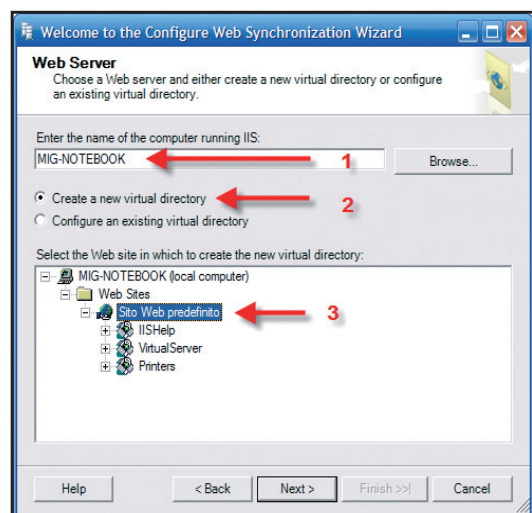 Welcome to the Configure Web Synchronization Wizard
Web Server
Choose a Web server and either create a new virtual directory or configure
an existing virtual directory.
Enter the name of the computer running IIS:
MIG-NOTEBOOK
1
Browse...
Create a new virtual directory
2
Configure an existing virtual directory
Select the Web site in which to create the new virtual directory:
MIG-NOTEBOOK (local computer)
Web Sites
Sito Web predefinito
3
IISHelp
VirtualServer
Printers
Help
< Back
Next >
Finish >>|
Cancel